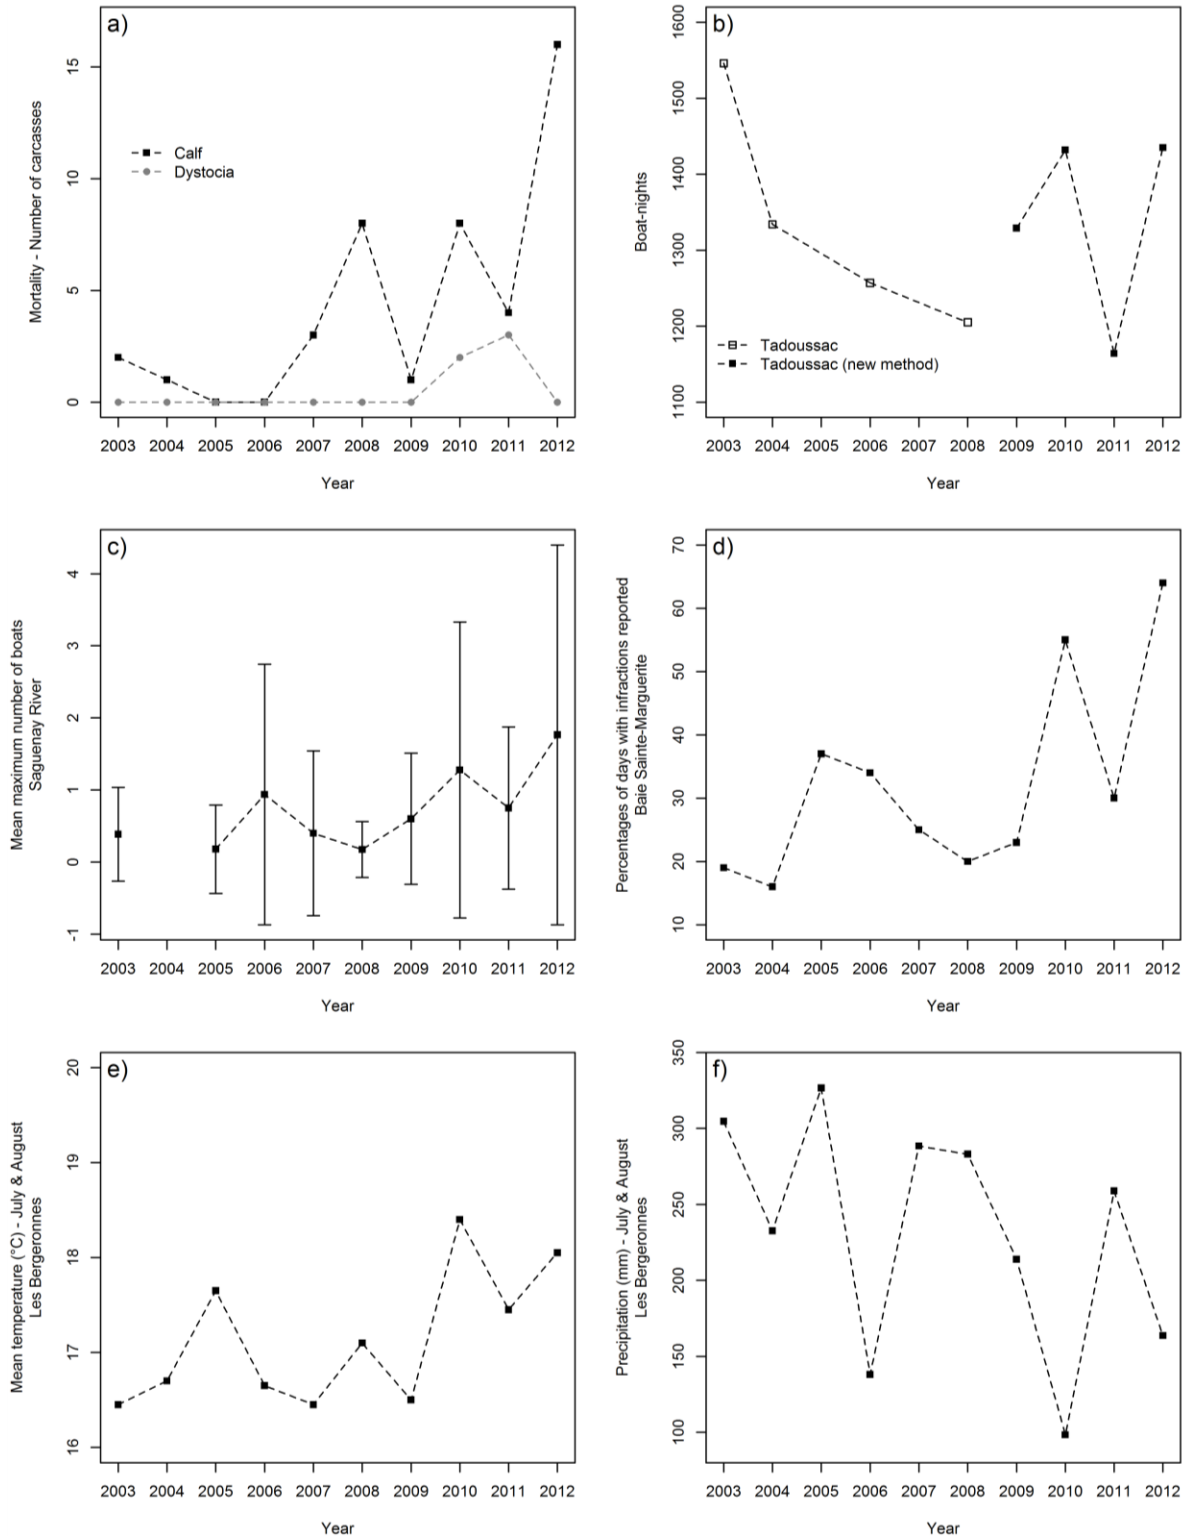 a)
Mortality - Number of carcasses
15
10
5
0
Calf
Dystocia
2003 2004 2005 2006 2007 2008 2009 2010 2011 2012
Year
b)
Boat-nights
1600
1500
1400
1300
1200
1100
Tadoussac
Tadoussac (new method)
2003 2004 2005 2006 2007 2008 2009 2010 2011 2012
Year
c)
Mean maximum number of boats
Saguenay River
4
3
2
1
0
-1
2003 2004 2005 2006 2007 2008 2009 2010 2011 2012
Year
d)
Percentages of days with infractions reported
Baie Sainte-Marguerite
70
60
50
40
30
20
10
2003 2004 2005 2006 2007 2008 2009 2010 2011 2012
Year
e)
Mean temperature (°C) - July & August
Les Bergeronnes
20
19
18
17
16
2003 2004 2005 2006 2007 2008 2009 2010 2011 2012
Year
f)
Precipitation (mm) - July & August
Les Bergeronnes
350
300
250
200
150
100
2003 2004 2005 2006 2007 2008 2009 2010 2011 2012
Year